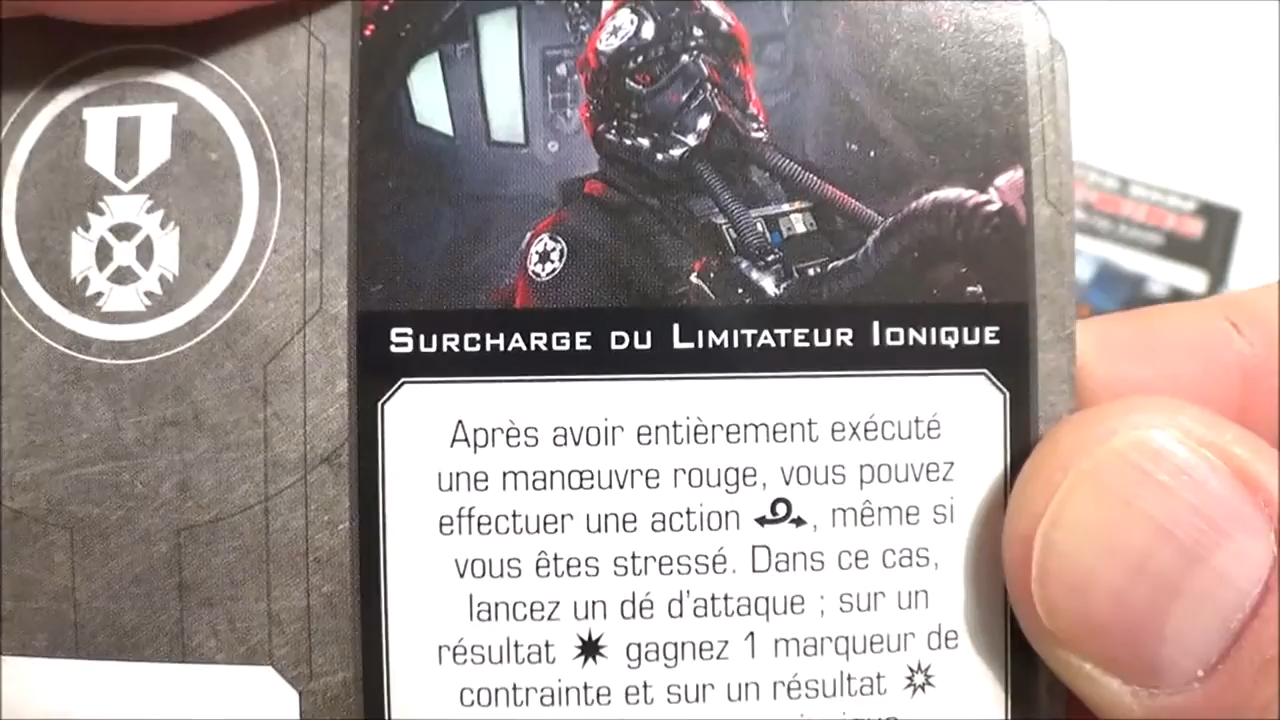 Surcharge du Limitateur Ionique
Après avoir entièrement exécuté
une manœuvre rouge, vous pouvez
effectuer une action , même si
vous êtes stressé. Dans ce cas,
lancez un dé d'attaque ; sur un
résultat gagnez 1 marqueur de
contrainte et sur un résultat